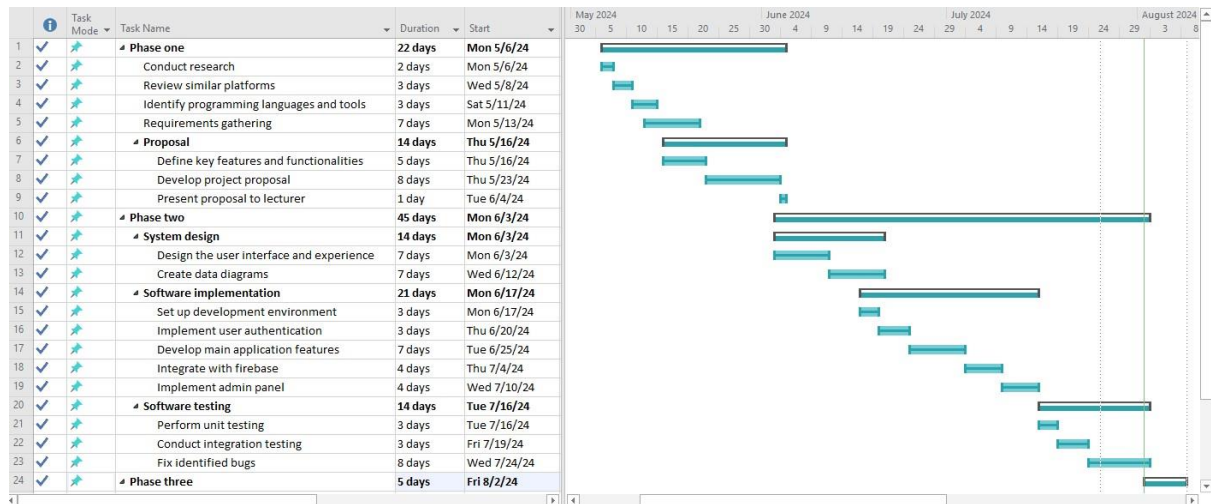 May 2024 June 2024 July 2024 August 2024
Task Mode Task Name Duration Start
30 5 10 15 20 25 30 4 9 14 19 24 29 4 9 14 19 24 29 3 8
1 Phase one 22 days Mon 5/6/24
2 Conduct research 2 days Mon 5/6/24
3 Review similar platforms 3 days Wed 5/8/24
4 Identify programming languages and tools 3 days Sat 5/11/24
5 Requirements gathering 7 days Mon 5/13/24
6 Proposal 14 days Thu 5/16/24
7 Define key features and functionalities 5 days Thu 5/16/24
8 Develop project proposal 8 days Thu 5/23/24
9 Present proposal to lecturer 1 day Tue 6/4/24
10 Phase two 45 days Mon 6/3/24
11 System design 14 days Mon 6/3/24
12 Design the user interface and experience 7 days Mon 6/3/24
13 Create data diagrams 7 days Wed 6/12/24
14 Software implementation 21 days Mon 6/17/24
15 Set up development environment 3 days Mon 6/17/24
16 Implement user authentication 3 days Thu 6/20/24
17 Develop main application features 7 days Tue 6/25/24
18 Integrate with firebase 4 days Thu 7/4/24
19 Implement admin panel 4 days Wed 7/10/24
20 Software testing 14 days Tue 7/16/24
21 Perform unit testing 3 days Tue 7/16/24
22 Conduct integration testing 3 days Fri 7/19/24
23 Fix identified bugs 8 days Wed 7/24/24
24 Phase three 5 days Fri 8/2/24